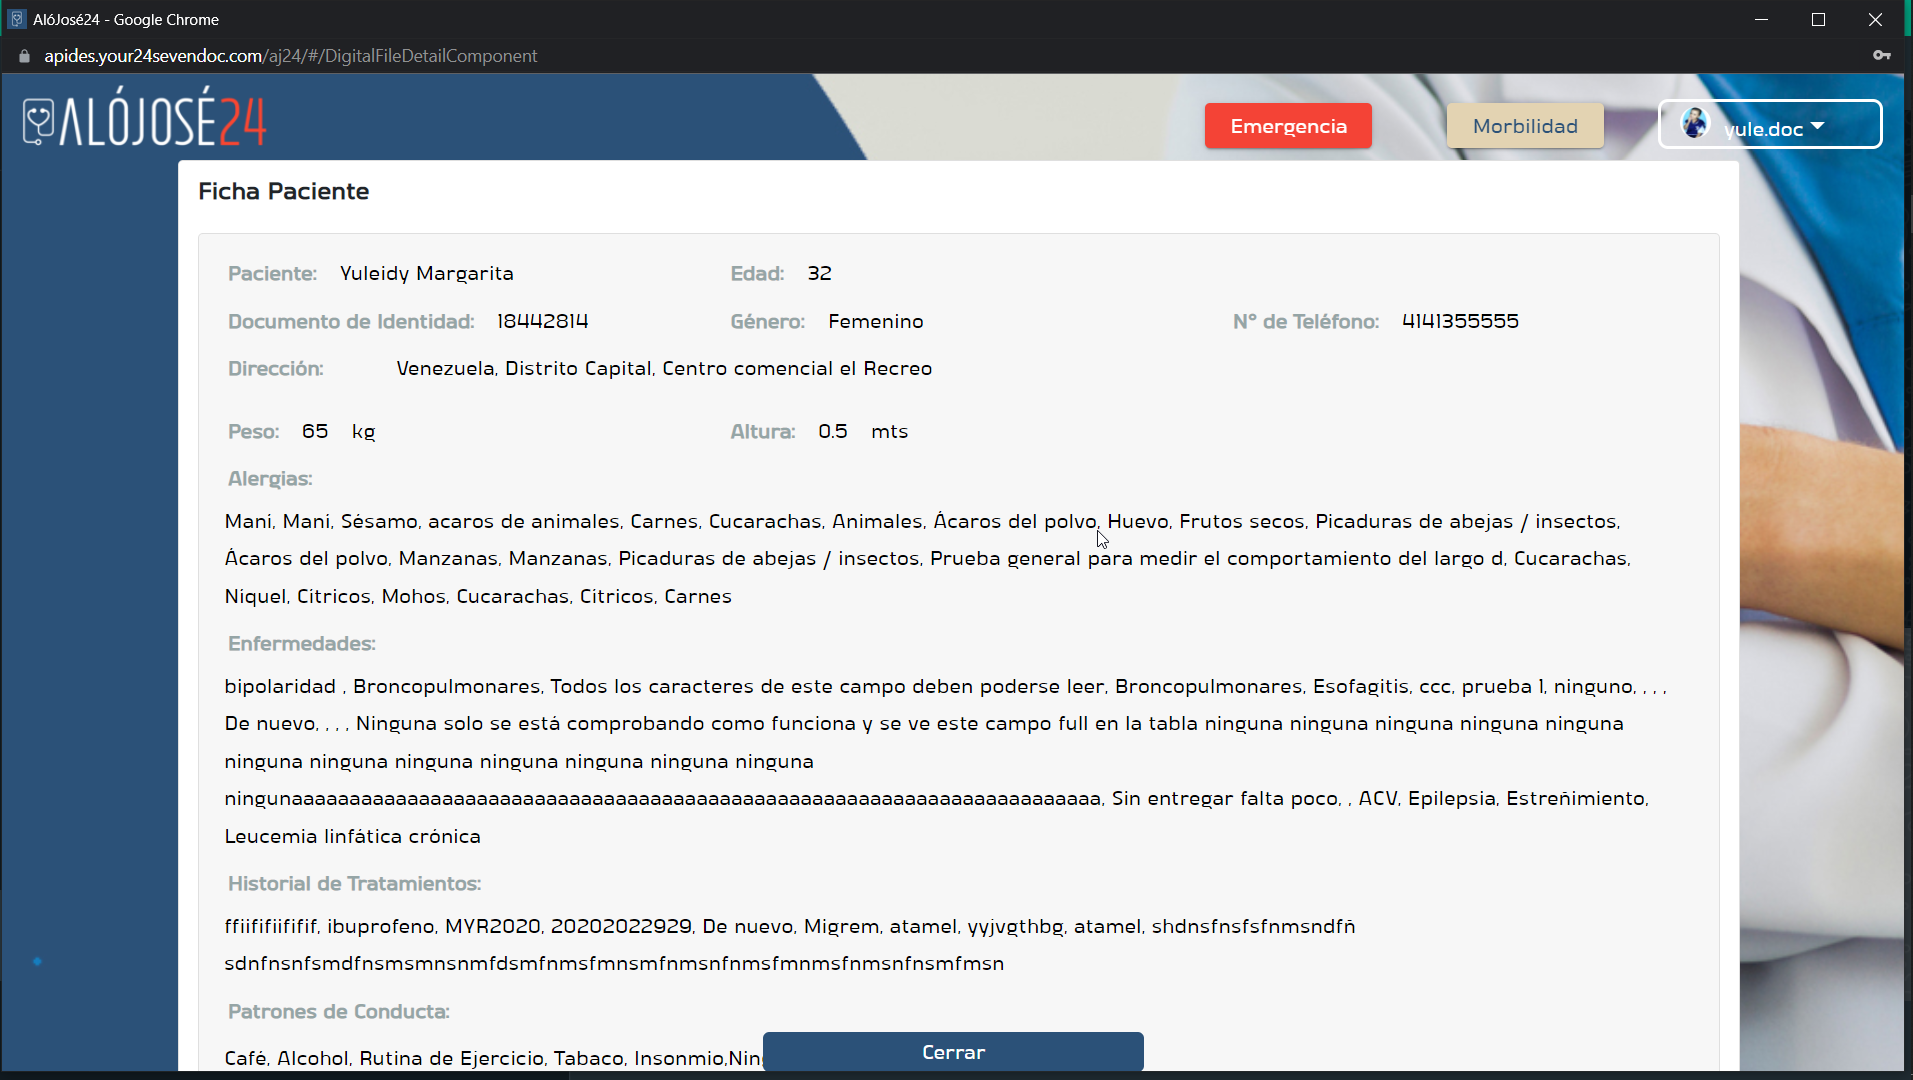 AlóJosé24 - Google Chrome
apides.your24sevendoc.com/aj24/#/DigitalFileDetailComponent
ALÓJOSÉ24
Emergencia
Morbilidad
yule.doc
Ficha Paciente
Paciente: Yuleidy Margarita Edad: 32
Documento de Identidad: 18442814 Género: Femenino N° de Teléfono: 4141355555
Dirección: Venezuela, Distrito Capital, Centro comencial el Recreo
Peso: 65 kg Altura: 0.5 mts
Alergias:
Maní, Maní, Sésamo, acaros de animales, Carnes, Cucarachas, Animales, Ácaros del polvo, Huevo, Frutos secos, Picaduras de abejas / insectos,
Ácaros del polvo, Manzanas, Manzanas, Picaduras de abejas / insectos, Prueba general para medir el comportamiento del largo d, Cucarachas,
Niquel, Citricos, Mohos, Cucarachas, Citricos, Carnes
Enfermedades:
bipolaridad , Broncopulmonares, Todos los caracteres de este campo deben poderse leer, Broncopulmonares, Esofagitis, ccc, prueba 1, ninguno, , , ,
De nuevo, , , , Ninguna solo se está comprobando como funciona y se ve este campo full en la tabla ninguna ninguna ninguna ninguna ninguna
ninguna ninguna ninguna ninguna ninguna ninguna ninguna
ningunaaaaaaaaaaaaaaaaaaaaaaaaaaaaaaaaaaaaaaaaaaaaaaaaaaaaaaaaaaaaaaaaaaaaaa, Sin entregar falta poco, , ACV, Epilepsia, Estreñimiento,
Leucemia linfática crónica
Historial de Tratamientos:
ffiififiififif, ibuprofeno, MYR2020, 20202022929, De nuevo, Migrem, atamel, yyjvgthbg, atamel, shdnsfnsfsfnmsndfñ
sdnfnsnfsmdfnsmsmnsnmfdsmfnmsfmnsmfnmsnfnmsfmnmsfnmsnfnsmfmsn
Patrones de Conducta:
Café, Alcohol, Rutina de Ejercicio, Tabaco, Insonmio,Nin
Cerrar